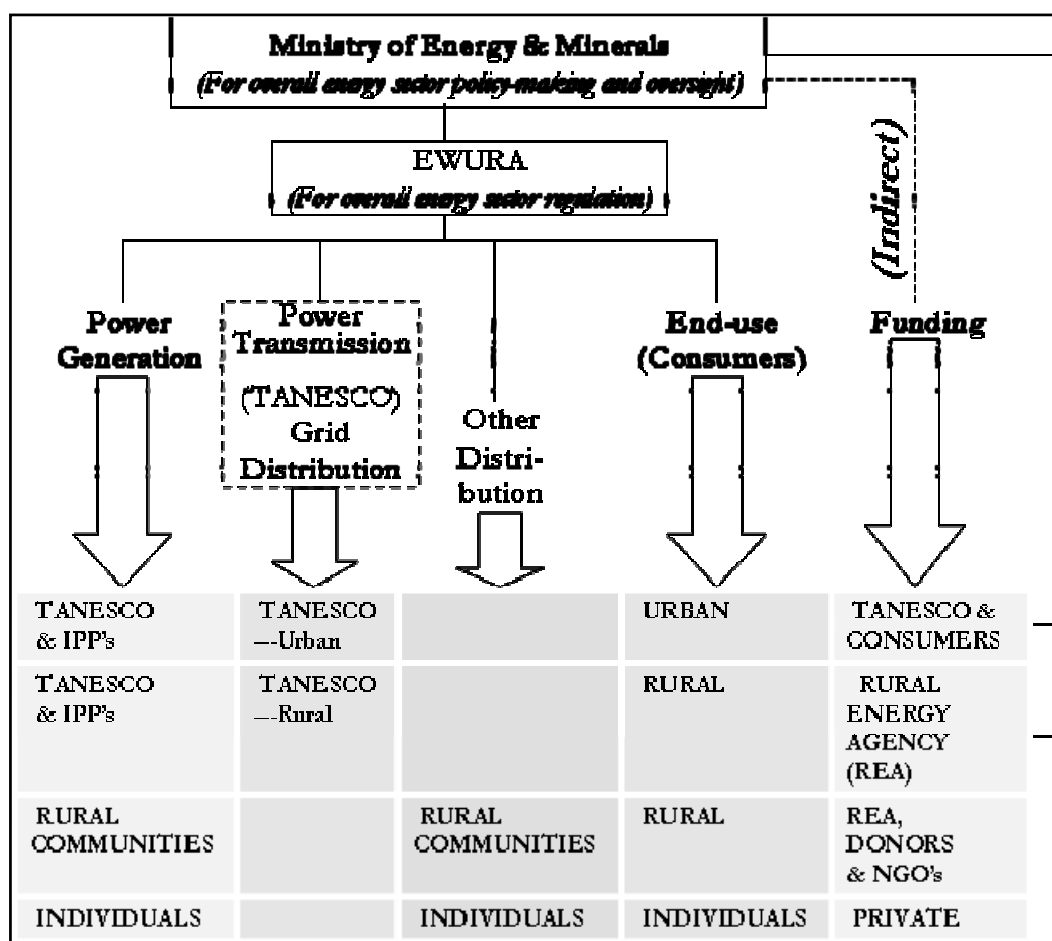 Ministry of Energy & Minerals
(For overall energy sector policy-making and oversight)
EWURA
(For overall energy sector regulation)
(Indirect)
Power
Generation
Power
Transmission
(TANESCO)
Grid
Distribution
Other
Distri-
bution
End-use
(Consumers)
Funding
TANESCO
& IPP's
TANESCO
---Urban
URBAN
TANESCO &
CONSUMERS
TANESCO
& IPP's
TANESCO
---Rural
RURAL
RURAL
ENERGY
AGENCY
(REA)
RURAL
COMMUNITIES
RURAL
COMMUNITIES
RURAL
REA,
DONORS
& NGO's
INDIVIDUALS
INDIVIDUALS
INDIVIDUALS
PRIVATE